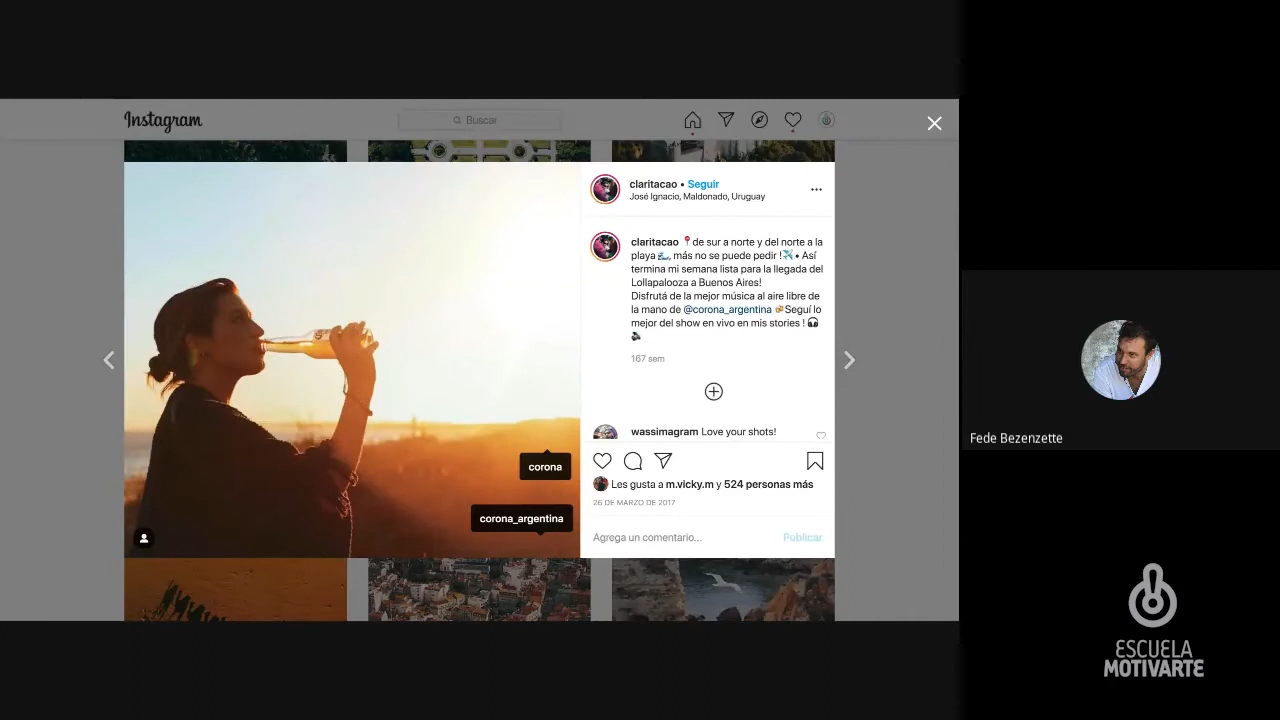 Instagram
Buscar
claritacao • Seguir
José Ignacio, Maldonado, Uruguay
claritacao 📍de sur a norte y del norte a la
playa 🌊, más no se puede pedir !✈️ • Así
termina mi semana lista para la llegada del
Lollapalooza a Buenos Aires!
Disfrutá de la mejor música al aire libre de
la mano de @corona_argentina 🍻Seguí lo
mejor del show en vivo en mis stories ! 🎧
🔊
167 sem
wassimagram Love your shots!
corona
corona_argentina
Les gusta a m.vicky.m y 524 personas más
26 DE MARZO DE 2017
Agrega un comentario... Publicar
Fede Bezenzette
ESCUELA
MOTIVARTE